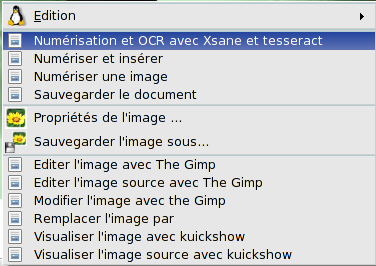 Edition
Numérisation et OCR avec Xsane et tesseract
Numériser et insérer
Numériser une image
Sauvegarder le document
Propriétés de l'image ...
Sauvegarder l'image sous...
Editer l'image avec The Gimp
Editer l'image source avec The Gimp
Modifier l'image avec the Gimp
Remplacer l'image par
Visualiser l'image avec kuickshow
Visualiser l'image source avec kuickshow